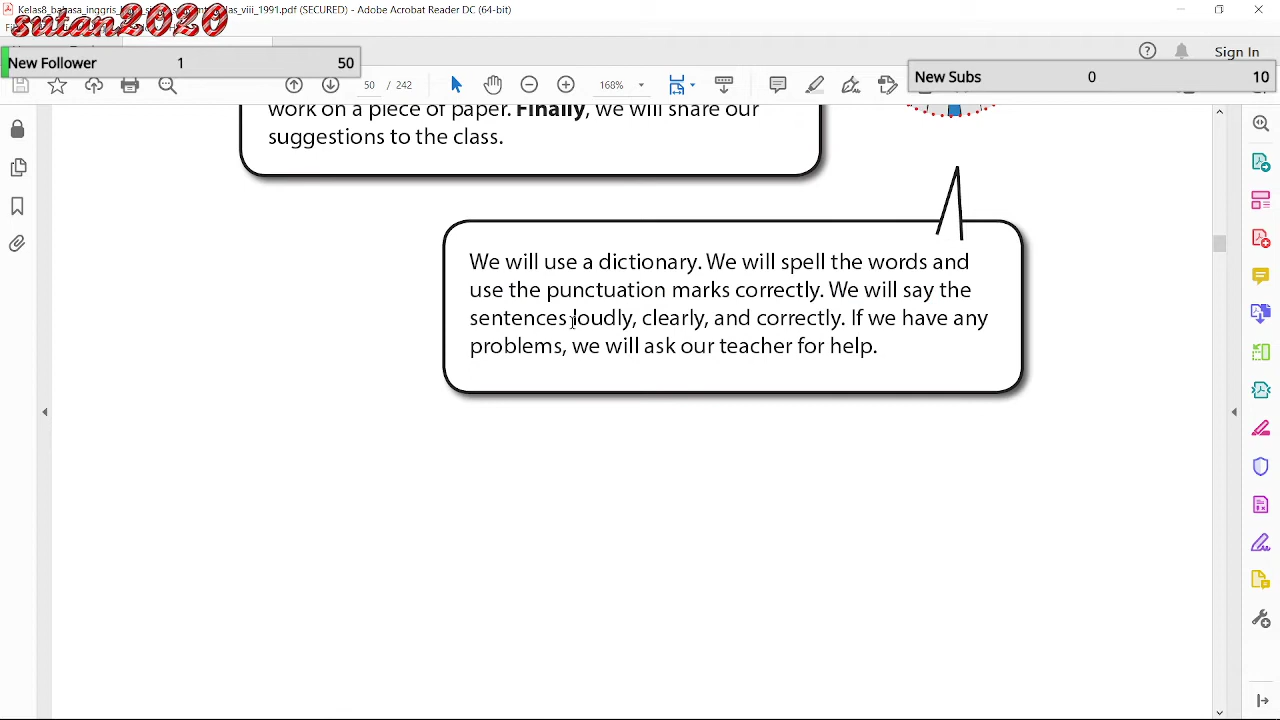 Kelas8_bahasa_inggris_ _viii_1991.pdf (SECURED) - Adobe Acrobat Reader DC (64-bit)
sutan2020
New Follower 1 50
New Subs 0 10
Sign In
50 / 242
168%
work on a piece of paper. Finally, we will share our
suggestions to the class.
We will use a dictionary. We will spell the words and
use the punctuation marks correctly. We will say the
sentences loudly, clearly, and correctly. If we have any
problems, we will ask our teacher for help.